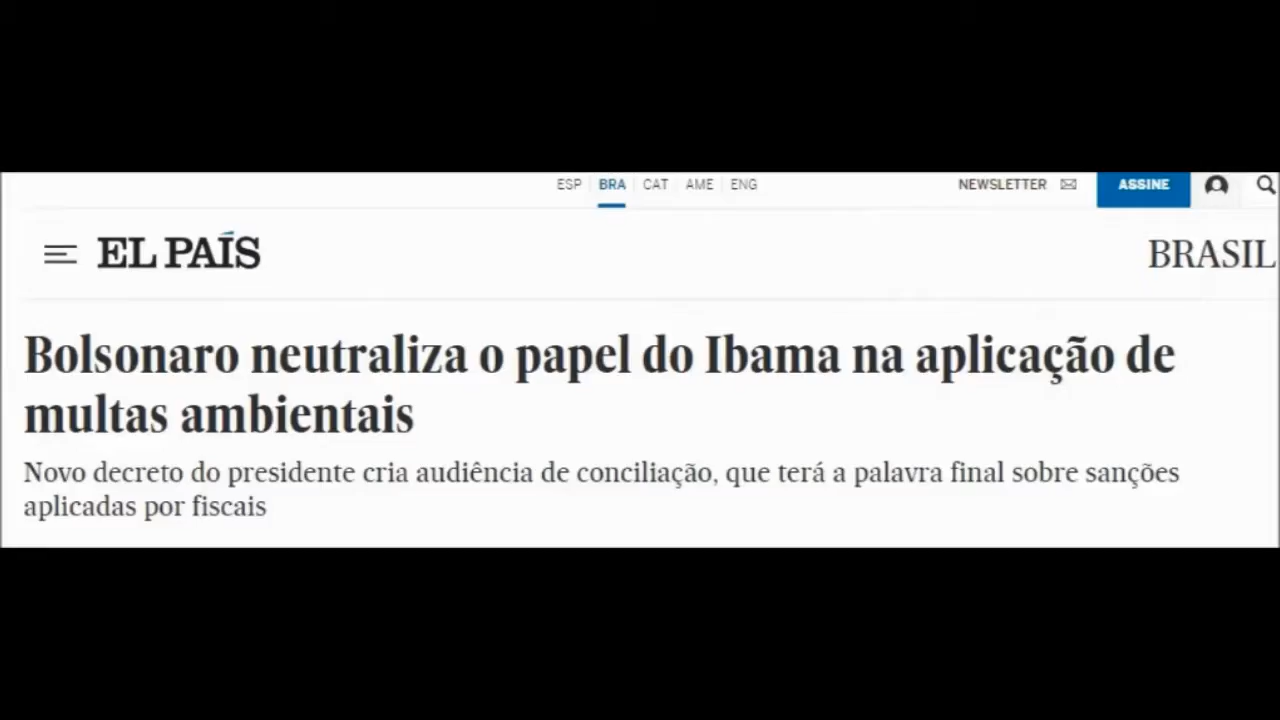 ESP BRA CAT AME ENG NEWSLETTER ASSINE
EL PAÍS BRASIL
Bolsonaro neutraliza o papel do Ibama na aplicação de
multas ambientais
Novo decreto do presidente cria audiência de conciliação, que terá a palavra final sobre sanções
aplicadas por fiscais